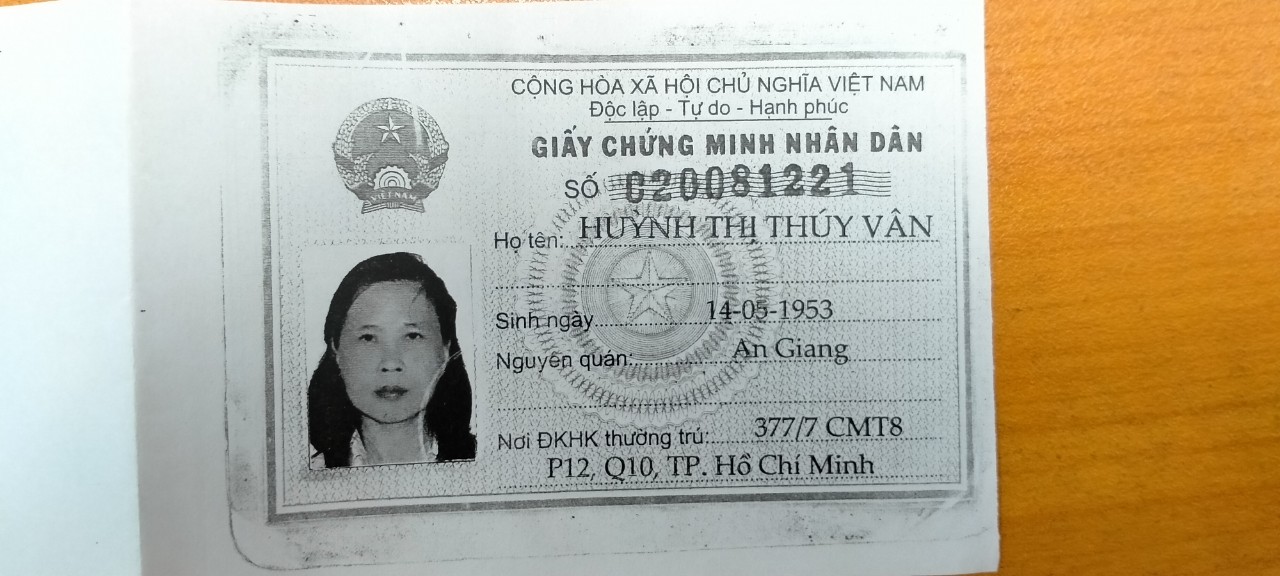 CỘNG HÒA XÃ HỘI CHỦ NGHĨA VIỆT NAM
Độc lập - Tự do - Hạnh phúc
GIẤY CHỨNG MINH NHÂN DÂN
SỐ 020081221
VIỆT NAM
Họ tên: HUỲNH THỊ THÚY VÂN
Sinh ngày 14-05-1953
Nguyên quán: An Giang
Nơi ĐKHK thường trú: 377/7 CMT8
P12, Q10, TP. Hồ Chí Minh